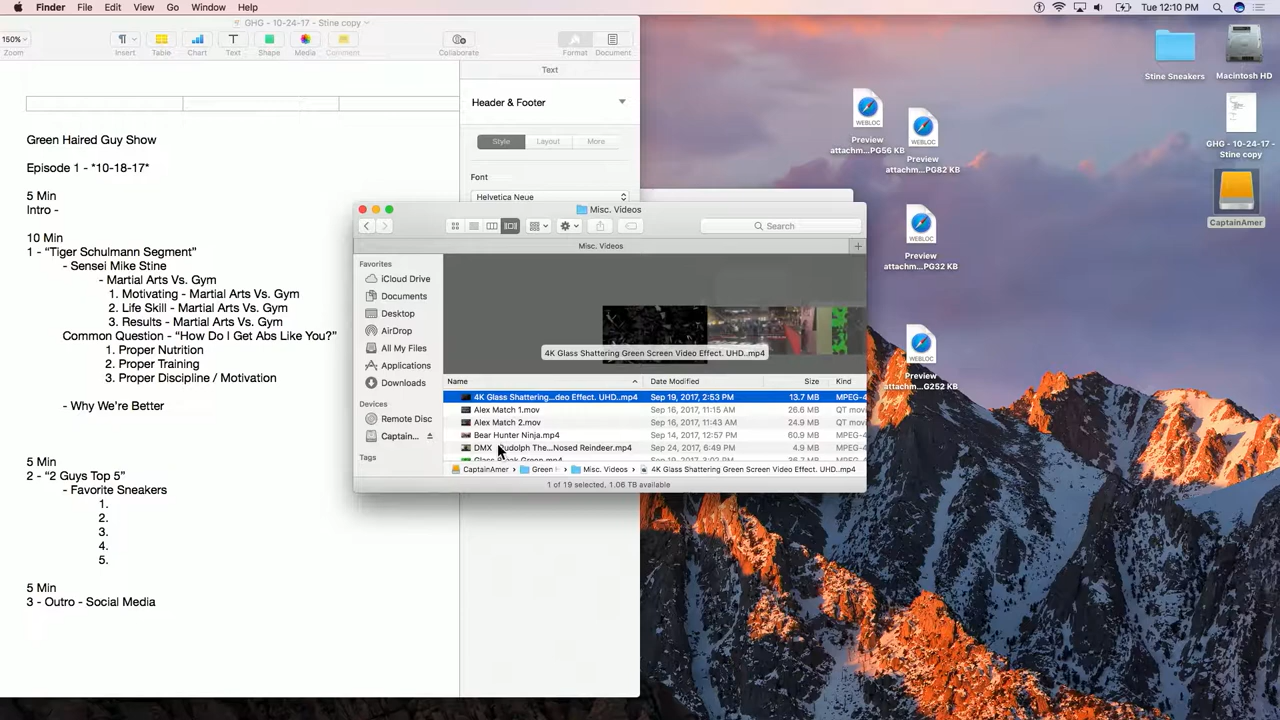 Finder File Edit View Go Window Help
Tue 12:10 PM
GHG - 10-24-17 - Stine copy
150%
Zoom
Insert Table Chart Text Shape Media Comment
Collaborate
Format Document
Text
Header & Footer
Style Layout More
Font
Helvetica Neue
Green Haired Guy Show
Episode 1 - *10-18-17*
5 Min
Intro -
10 Min
1 - “Tiger Schulmann Segment”
- Sensei Mike Stine
- Martial Arts Vs. Gym
1. Motivating - Martial Arts Vs. Gym
2. Life Skill - Martial Arts Vs. Gym
3. Results - Martial Arts Vs. Gym
Common Question - “How Do I Get Abs Like You?”
1. Proper Nutrition
2. Proper Training
3. Proper Discipline / Motivation
- Why We’re Better
5 Min
2 - “2 Guys Top 5”
- Favorite Sneakers
1.
2.
3.
4.
5.
5 Min
3 - Outro - Social Media
Misc. Videos
Search
Misc. Videos
Favorites
iCloud Drive
Documents
Desktop
AirDrop
All My Files
Applications
Downloads
Devices
Remote Disc
Captain...
Tags
4K Glass Shattering Green Screen Video Effect. UHD..mp4
Name Date Modified Size Kind
4K Glass Shattering...deo Effect. UHD..mp4 Sep 19, 2017, 2:53 PM 13.7 MB MPEG-4
Alex Match 1.mov Sep 16, 2017, 11:15 AM 26.6 MB QT mov
Alex Match 2.mov Sep 16, 2017, 11:43 AM 24.9 MB QT mov
Bear Hunter Ninja.mp4 Sep 14, 2017, 12:57 PM 60.9 MB MPEG-4
DMX The...Nosed Reindeer.mp4 Sep 24, 2017, 6:49 PM 4.9 MB MPEG-4
CaptainAmer Green Misc. Videos 4K Glass Shattering Green Screen Video Effect. UHD..mp4
1 of 19 selected, 1.06 TB available
WEBLOC
Preview
attachm...PG56 KB
WEBLOC
Preview
attachm...PG82 KB
WEBLOC
Preview
attachm...PG32 KB
WEBLOC
Preview
attachm...G252 KB
Stine Sneakers
Macintosh HD
GHG - 10-24-17 -
Stine copy
CaptainAmer